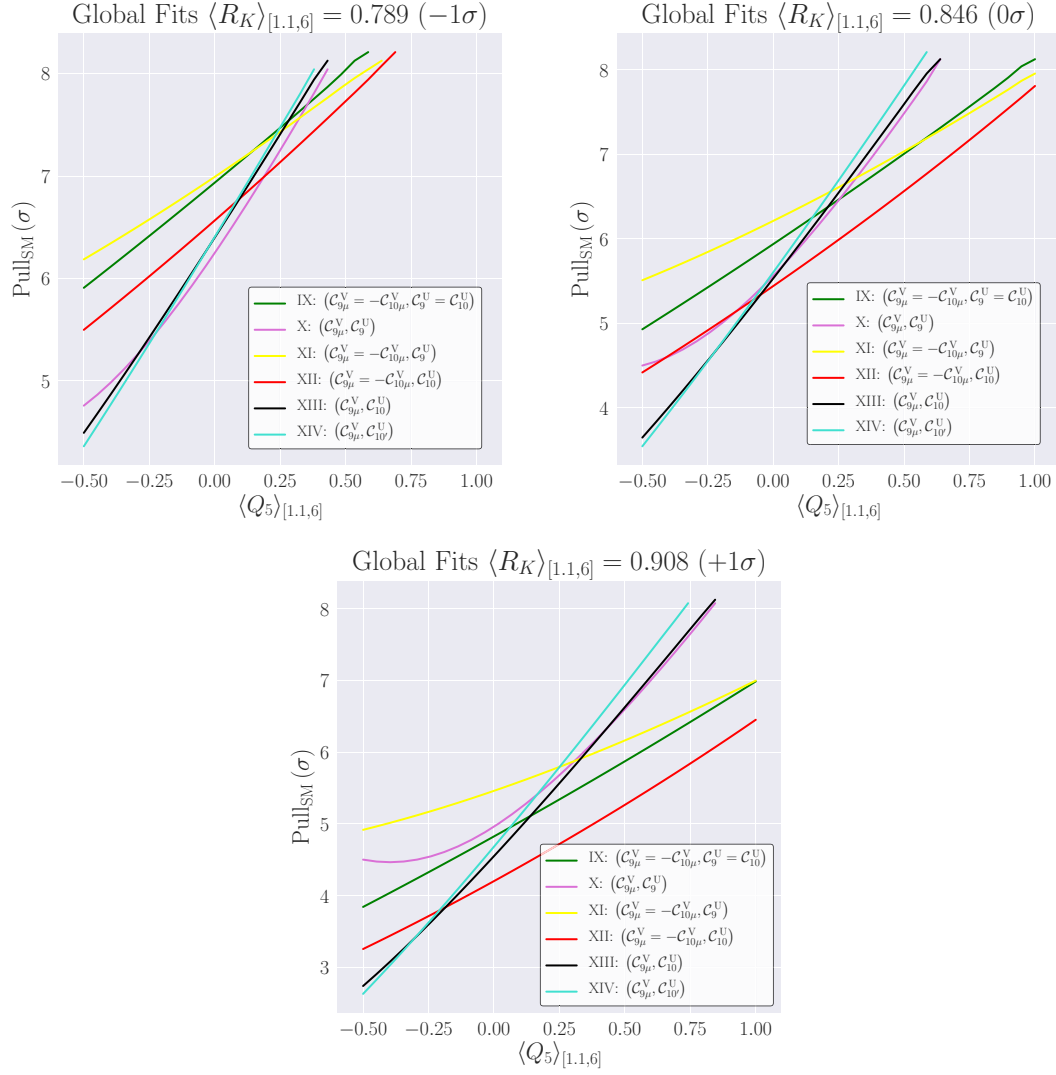 Global Fits ⟨R_K⟩_[1.1,6] = 0.789 (−1σ)
Pull_SM (σ)
8
7
6
5
IX: (C^V_9μ = −C^V_10μ, C^U_9 = C^U_10)
X: (C^V_9μ, C^U_9)
XI: (C^V_9μ = −C^V_10μ, C^U_9)
XII: (C^V_9μ = −C^V_10μ, C^U_10)
XIII: (C^V_9μ, C^U_10)
XIV: (C^V_9μ, C^U_10′)
−0.50 −0.25 0.00 0.25 0.50 0.75 1.00
⟨Q_5⟩_[1.1,6]
Global Fits ⟨R_K⟩_[1.1,6] = 0.846 (0σ)
Pull_SM (σ)
8
7
6
5
4
IX: (C^V_9μ = −C^V_10μ, C^U_9 = C^U_10)
X: (C^V_9μ, C^U_9)
XI: (C^V_9μ = −C^V_10μ, C^U_9)
XII: (C^V_9μ = −C^V_10μ, C^U_10)
XIII: (C^V_9μ, C^U_10)
XIV: (C^V_9μ, C^U_10′)
−0.50 −0.25 0.00 0.25 0.50 0.75 1.00
⟨Q_5⟩_[1.1,6]
Global Fits ⟨R_K⟩_[1.1,6] = 0.908 (+1σ)
Pull_SM (σ)
8
7
6
5
4
3
IX: (C^V_9μ = −C^V_10μ, C^U_9 = C^U_10)
X: (C^V_9μ, C^U_9)
XI: (C^V_9μ = −C^V_10μ, C^U_9)
XII: (C^V_9μ = −C^V_10μ, C^U_10)
XIII: (C^V_9μ, C^U_10)
XIV: (C^V_9μ, C^U_10′)
−0.50 −0.25 0.00 0.25 0.50 0.75 1.00
⟨Q_5⟩_[1.1,6]